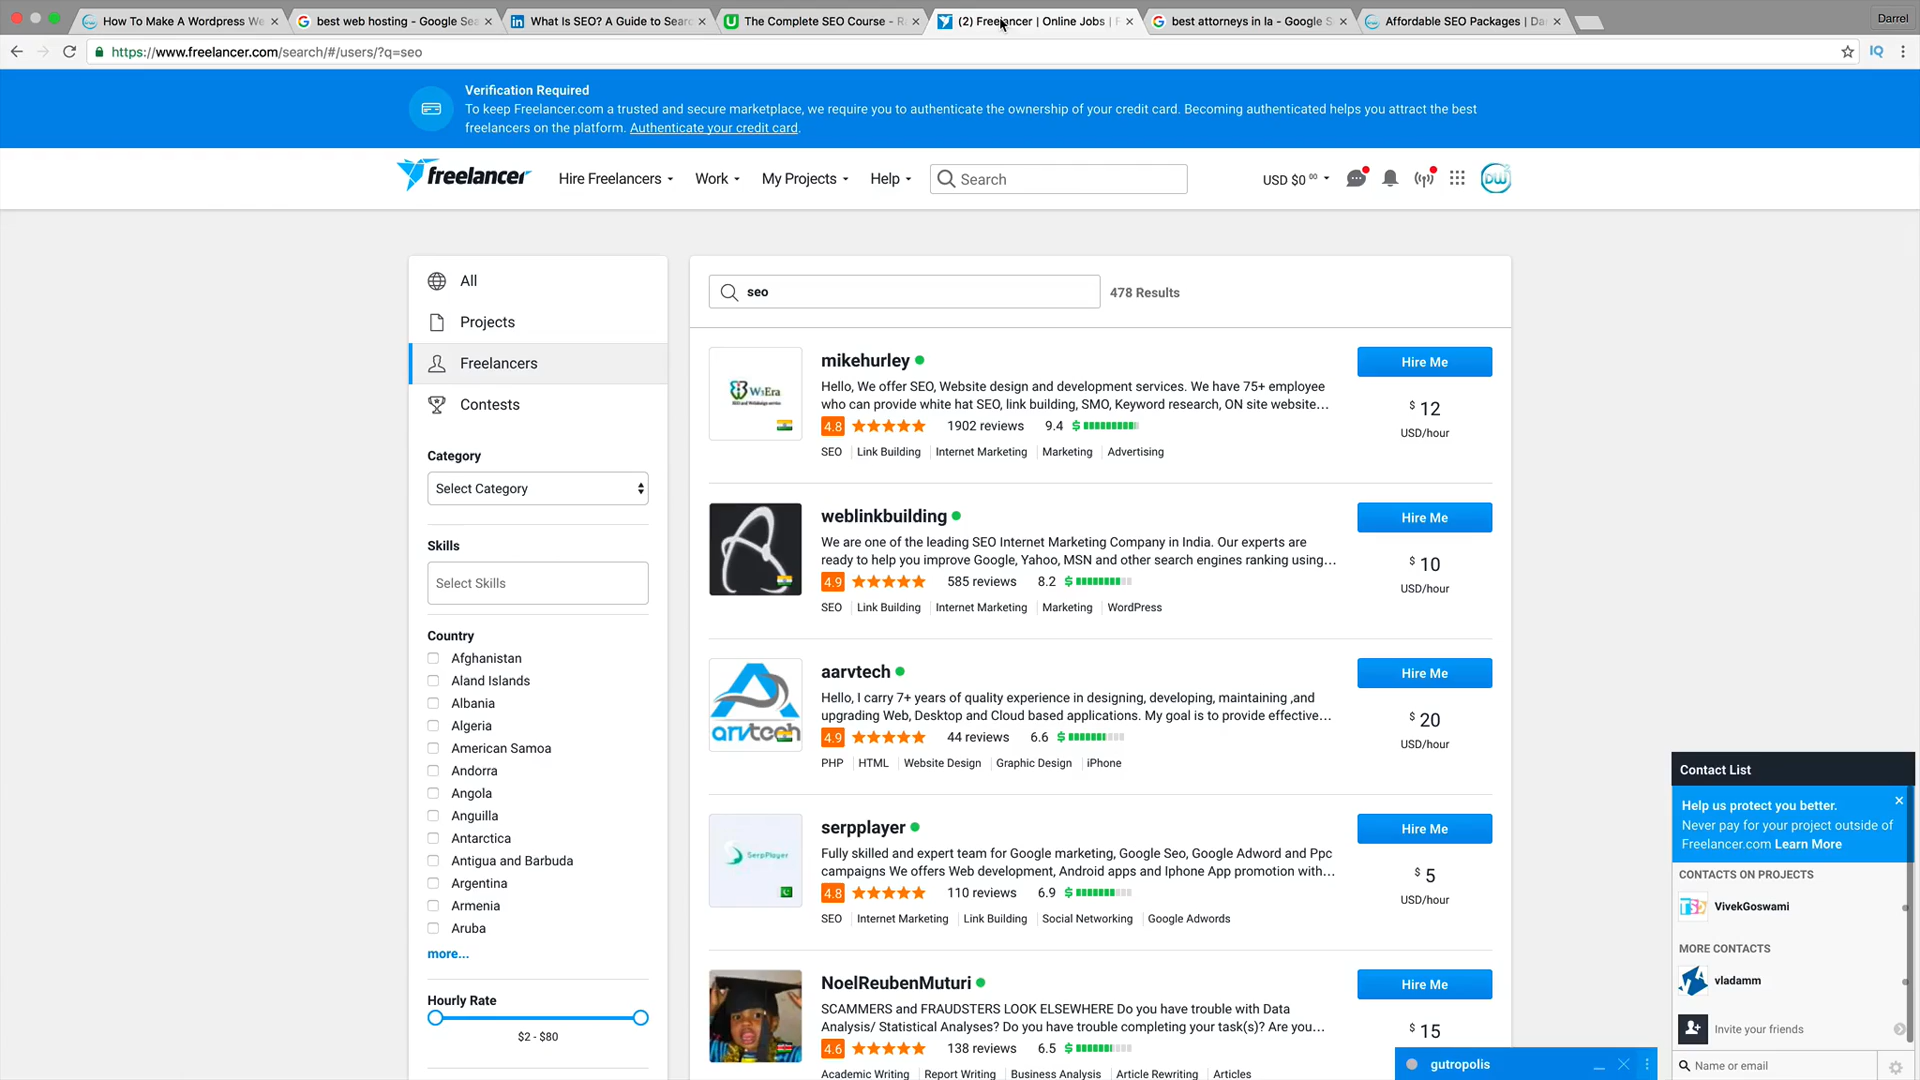 How To Make A Wordpress We
best web hosting - Google Sea
What Is SEO? A Guide to Searc
The Complete SEO Course - R
(2) Freelancer | Online Jobs | F
best attorneys in la - Google S
Affordable SEO Packages | Da
Darrel
https://www.freelancer.com/search/#/users/?q=seo
IQ
Verification Required
To keep Freelancer.com a trusted and secure marketplace, we require you to authenticate the ownership of your credit card. Becoming authenticated helps you attract the best
freelancers on the platform. Authenticate your credit card.
freelancer
Hire Freelancers
Work
My Projects
Help
Search
USD $0 00
DW
All
Projects
Freelancers
Contests
Category
Select Category
Skills
Select Skills
Country
Afghanistan
Aland Islands
Albania
Algeria
American Samoa
Andorra
Angola
Anguilla
Antarctica
Antigua and Barbuda
Argentina
Armenia
Aruba
more...
Hourly Rate
$2 - $80
seo
478 Results
mikehurley
Hello, We offer SEO, Website design and development services. We have 75+ employee
who can provide white hat SEO, link building, SMO, Keyword research, ON site website...
4.8 1902 reviews 9.4 $
SEO Link Building Internet Marketing Marketing Advertising
Hire Me
$ 12
USD/hour
weblinkbuilding
We are one of the leading SEO Internet Marketing Company in India. Our experts are
ready to help you improve Google, Yahoo, MSN and other search engines ranking using...
4.9 585 reviews 8.2 $
SEO Link Building Internet Marketing Marketing WordPress
Hire Me
$ 10
USD/hour
arvtech
aarvtech
Hello, I carry 7+ years of quality experience in designing, developing, maintaining ,and
upgrading Web, Desktop and Cloud based applications. My goal is to provide effective...
4.9 44 reviews 6.6 $
PHP HTML Website Design Graphic Design iPhone
Hire Me
$ 20
USD/hour
SerpPlayer
serpplayer
Fully skilled and expert team for Google marketing, Google Seo, Google Adword and Ppc
campaigns We offers Web development, Android apps and Iphone App promotion with...
4.8 110 reviews 6.9 $
SEO Internet Marketing Link Building Social Networking Google Adwords
Hire Me
$ 5
USD/hour
NoelReubenMuturi
SCAMMERS and FRAUDSTERS LOOK ELSEWHERE Do you have trouble with Data
Analysis/ Statistical Analyses? Do you have trouble completing your task(s)? Are you...
4.6 138 reviews 6.5 $
Academic Writing Report Writing Business Analysis Article Rewriting Articles
Hire Me
$ 15
Contact List
Help us protect you better.
Never pay for your project outside of
Freelancer.com Learn More
CONTACTS ON PROJECTS
VivekGoswami
MORE CONTACTS
vladamm
Invite your friends
Name or email
gutropolis